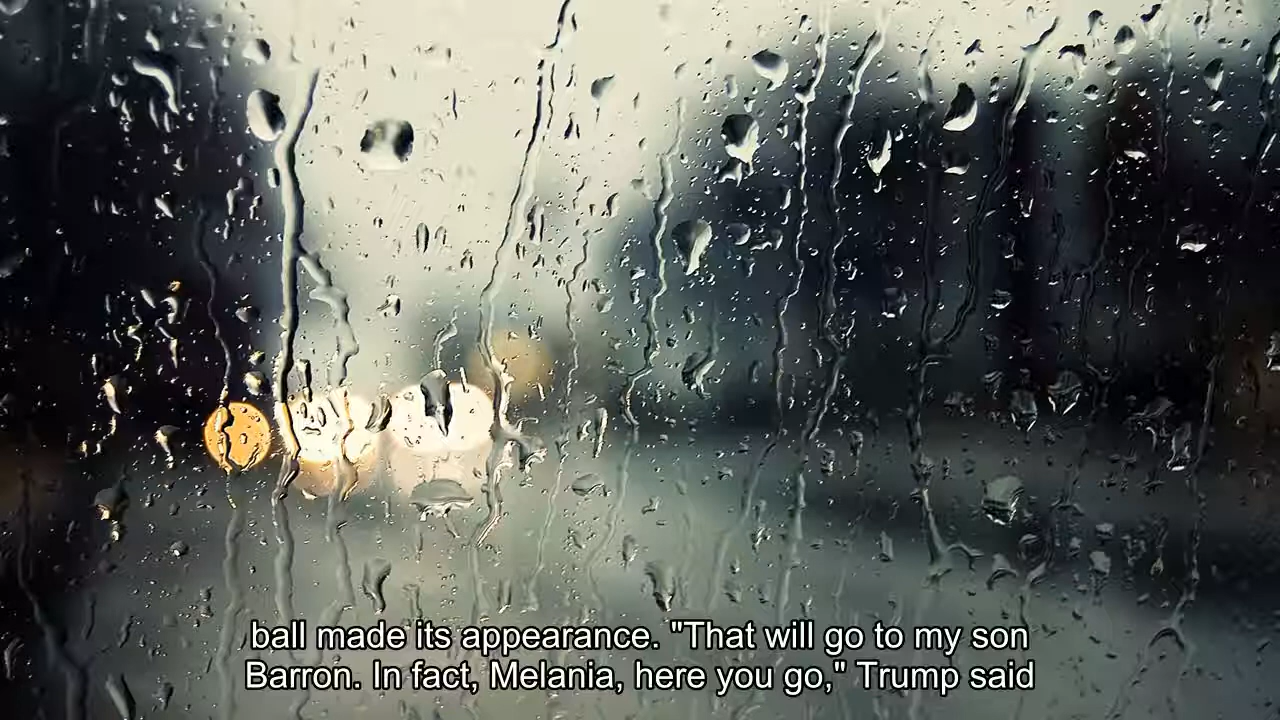 ball made its appearance. "That will go to my son
Barron. In fact, Melania, here you go," Trump said